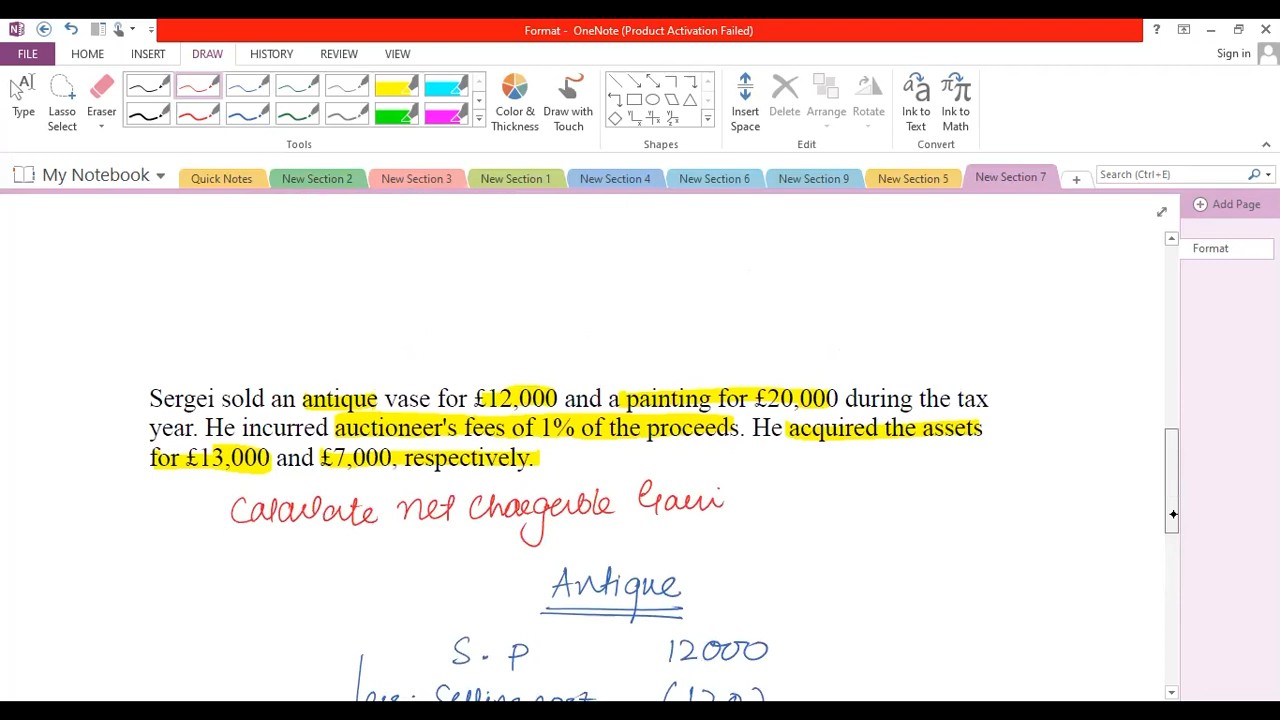 Format - OneNote (Product Activation Failed)
?
FILE HOME INSERT DRAW HISTORY REVIEW VIEW
Sign in
Type
Lasso Select
Eraser
Color & Thickness
Draw with Touch
Insert Space
Delete
Arrange
Rotate
Ink to Text
Ink to Math
Tools
Shapes
Edit
Convert
My Notebook
Quick Notes New Section 2 New Section 3 New Section 1 New Section 4 New Section 6 New Section 9 New Section 5 New Section 7
Search (Ctrl+E)
Add Page
Format
Sergei sold an antique vase for £12,000 and a painting for £20,000 during the tax
year. He incurred auctioneer's fees of 1% of the proceeds. He acquired the assets
for £13,000 and £7,000, respectively.
Calculate net chargeable Gain
Antique
S. P 12000
Selling cost (120)